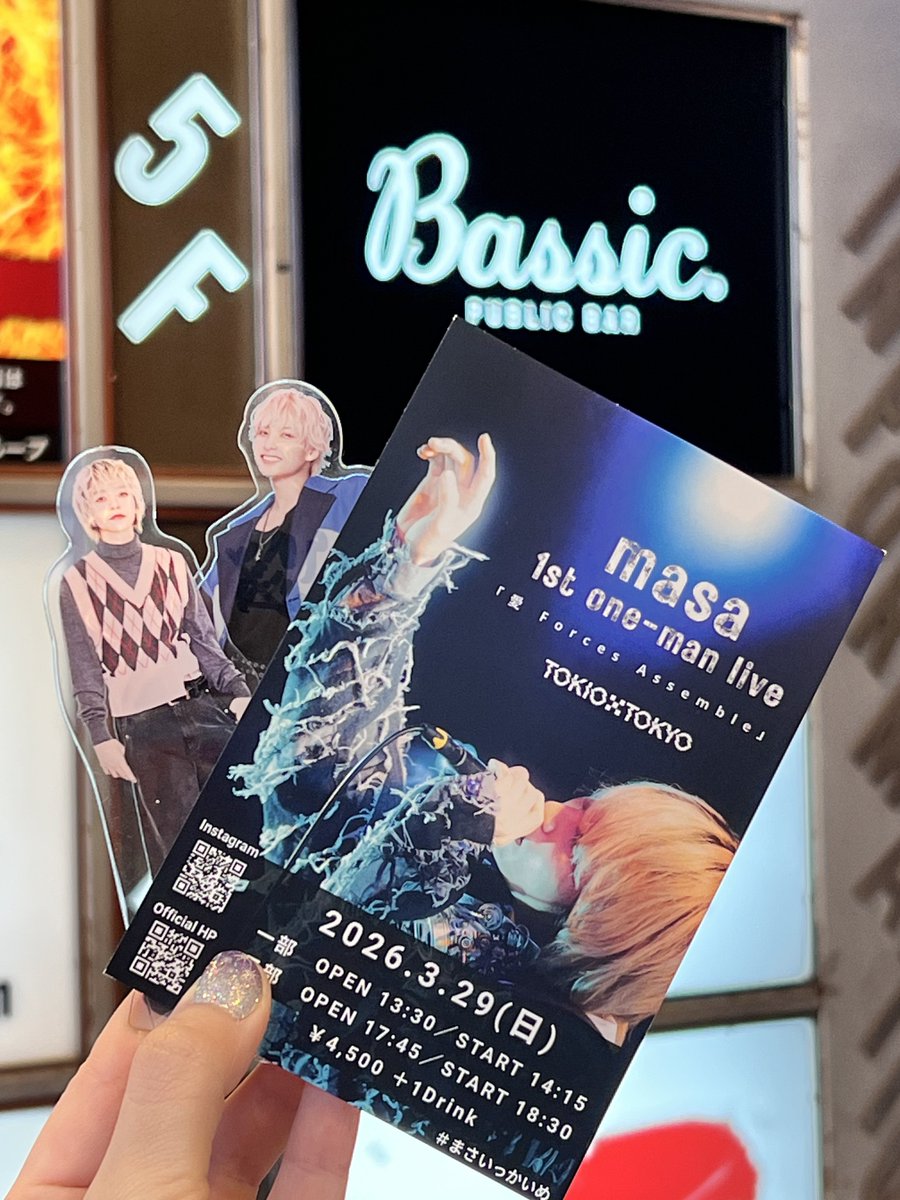 5F
Bassic.
PUBLIC BAR
masa
1st one-man live
「愛 Forces Assemble」
TOKIO TOKYO
Instagram
Official HP
2026.3.29(日)
一部 OPEN 13:30/START 14:15
部 OPEN 17:45/START 18:30
¥4,500 +1Drink
#まさいっかいめ